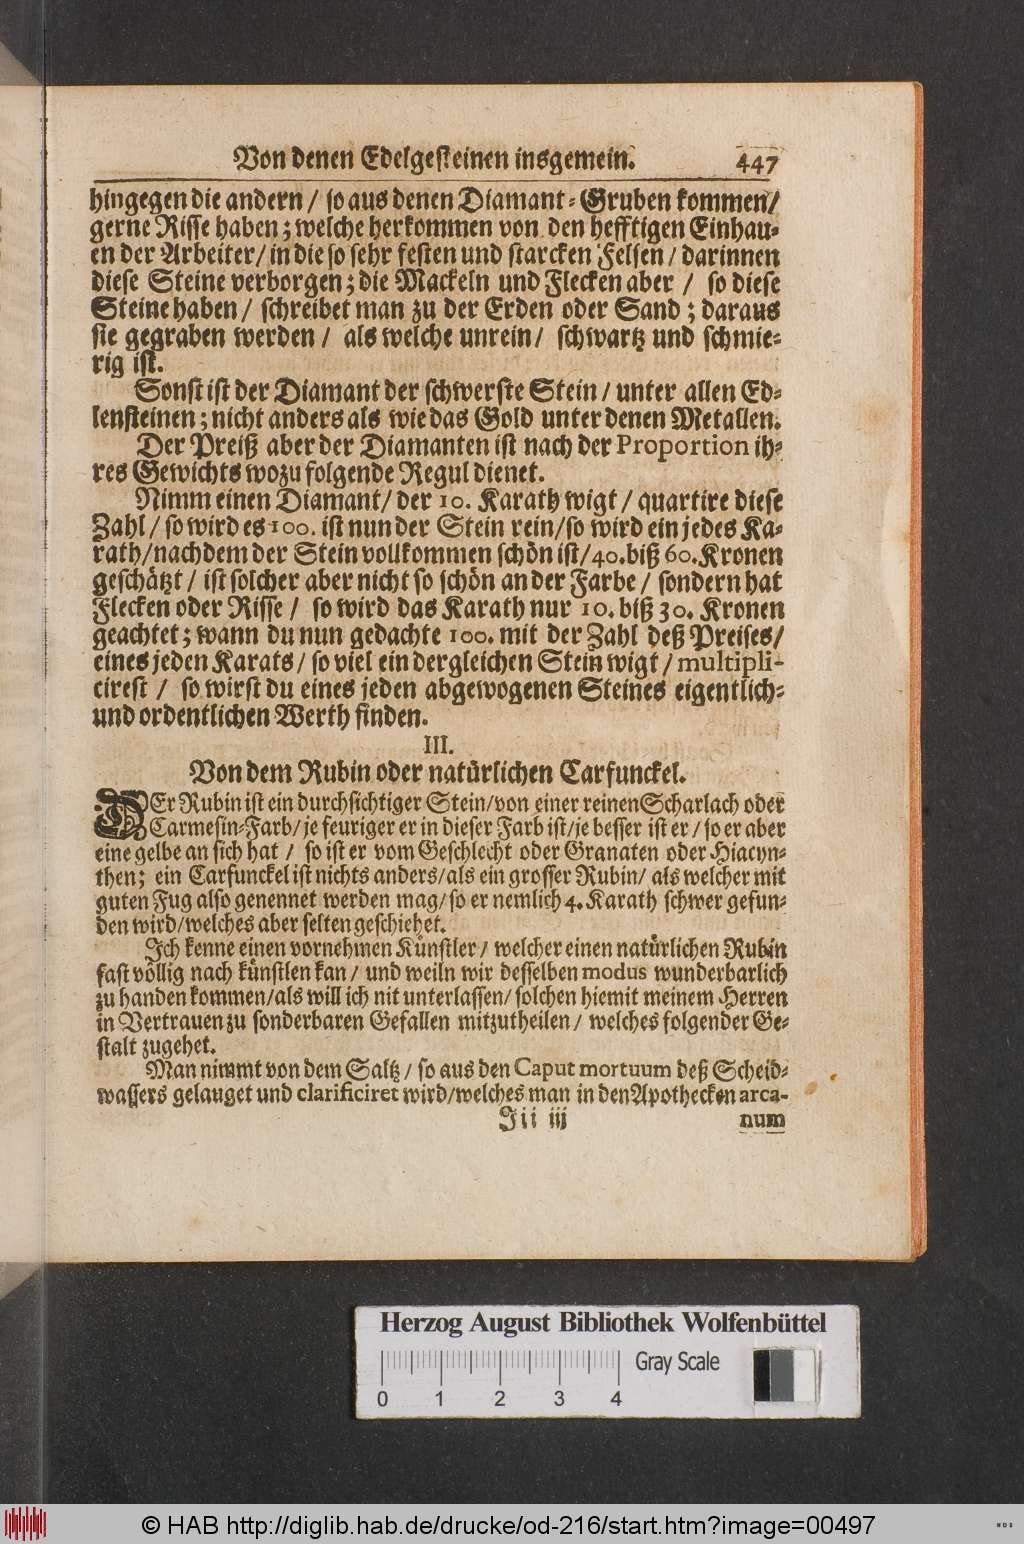 Von denen Edelgesteinen insgemein. 447
hingegen die andern / so aus denen Diamant-Gruben kommen/
gerne Risse haben; welche herkommen von den hefftigen Einhau-
en der Arbeiter/ in die so sehr festen und starcken Felsen / darinnen
diese Steine verborgen; die Mackeln und Flecken aber / so diese
Steine haben / schreibet man zu der Erden oder Sand; daraus
sie gegraben werden / als welche unrein / schwartz und schmie-
rig ist.
Sonst ist der Diamant der schwerste Stein / unter allen Ed-
lensteinen; nicht anders als wie das Gold unter denen Metallen.
Der Preiß aber der Diamanten ist nach der Proportion ih-
res Gewichts wozu folgende Regul dienet.
Nimm einen Diamant/ der 10. Karath wigt / quartire diese
Zahl / so wird es 100. ist nun der Stein rein/so wird ein jedes Ka-
rath/nachdem der Stein vollkommen schön ist/40.biß 60.Kronen
geschätzt / ist solcher aber nicht so schön an der Farbe / sondern hat
Flecken oder Risse / so wird das Karath nur 10. biß 30. Kronen
geachtet; wann du nun gedachte 100. mit der Zahl deß Preises/
eines jeden Karats/ so viel ein dergleichen Stein wigt / multipli-
cirest / so wirst du eines jeden abgewogenen Steines eigentlich-
und ordentlichen Werth finden.
III.
Von dem Rubin oder natürlichen Carfunckel.
DEr Rubin ist ein durchsichtiger Stein/von einer reinen Scharlach oder
Carmesin-Farb/ je feuriger er in dieser Farb ist/je besser ist er / so er aber
eine gelbe an sich hat / so ist er vom Geschlecht oder Granaten oder Hiacyn-
then; ein Carfunckel ist nichts anders/als ein grosser Rubin/ als welcher mit
guten Fug also genennet werden mag/ so er nemlich 4. Karath schwer gefun-
den wird/welches aber selten geschiehet.
Ich kenne einen vornehmen Künstler / welcher einen natürlichen Rubin
fast völlig nach künstlen kan / und weiln wir desselben modus wunderbarlich
zu handen kommen/als will ich nit unterlassen/ solchen hiemit meinem Herren
in Vertrauen zu sonderbaren Gefallen mitzutheilen / welches folgender Ge-
stalt zugehet.
Man nimmt von dem Saltz / so aus den Caput mortuum deß Scheid-
wassers gelauget und clarificiret wird/welches man in den Apothecken arca-
Iii iii num
Herzog August Bibliothek Wolfenbüttel
Gray Scale
0 1 2 3 4
© HAB http://diglib.hab.de/drucke/od-216/start.htm?image=00497